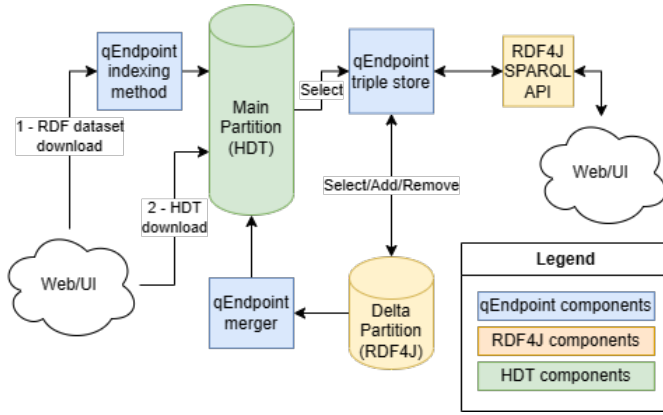 qEndpoint
indexing
method
1 - RDF dataset
download
Main
Partition
(HDT)
Select
qEndpoint
triple store
RDF4J
SPARQL
API
Web/UI
2 - HDT
download
Select/Add/Remove
Web/UI
qEndpoint
merger
Delta
Partition
(RDF4J)
Legend
qEndpoint components
RDF4J components
HDT components